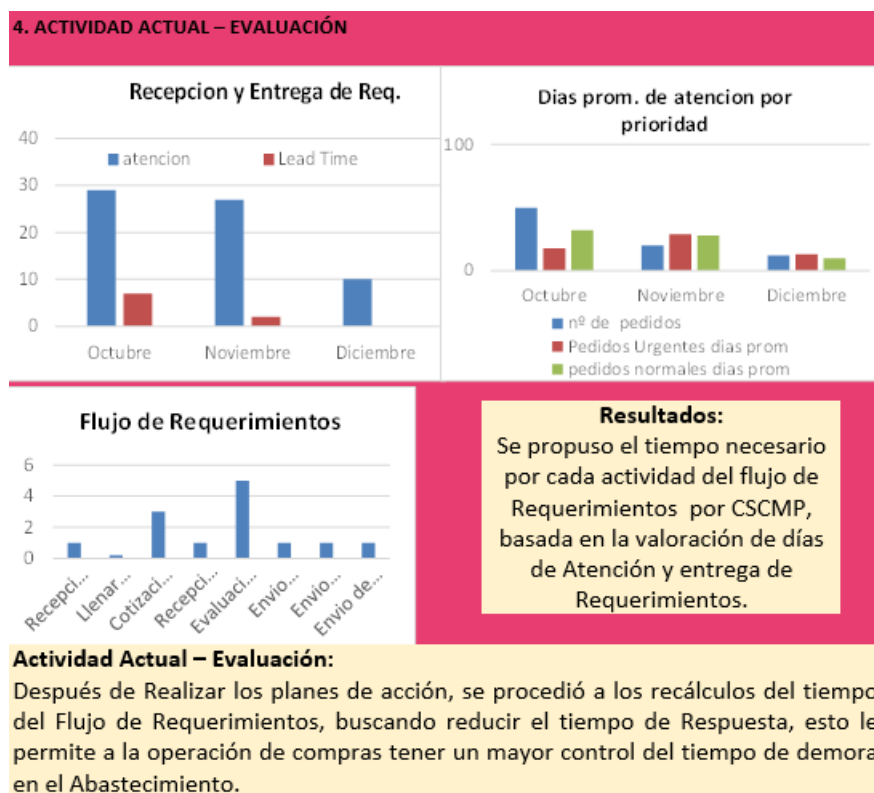 4. ACTIVIDAD ACTUAL – EVALUACIÓN
Recepcion y Entrega de Req.
40
30
20
10
0
atencion
Lead Time
Octubre
Noviembre
Diciembre
Dias prom. de atencion por
prioridad
100
0
Octubre
Noviembre
Diciembre
nº de pedidos
Pedidos Urgentes dias prom
pedidos normales dias prom
Flujo de Requerimientos
6
4
2
0
Recepci...
Llenar...
Cotizaci...
Recepci...
Evaluaci...
Envio...
Envio...
Envio de...
Resultados:
Se propuso el tiempo necesario
por cada actividad del flujo de
Requerimientos por CSCMP,
basada en la valoración de días
de Atención y entrega de
Requerimientos.
Actividad Actual – Evaluación:
Después de Realizar los planes de acción, se procedió a los recálculos del tiempo
del Flujo de Requerimientos, buscando reducir el tiempo de Respuesta, esto le
permite a la operación de compras tener un mayor control del tiempo de demora
en el Abastecimiento.